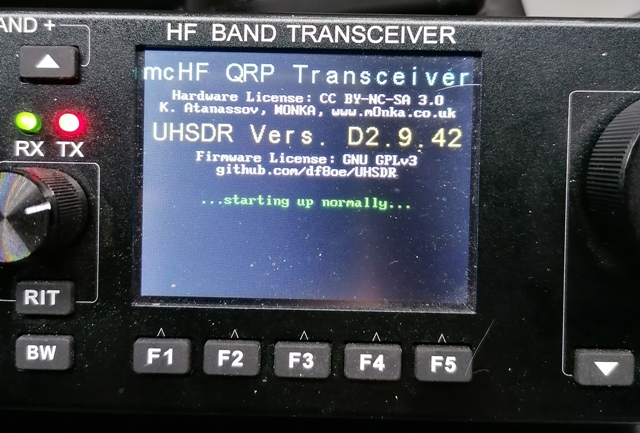 AND +
HF BAND TRANSCEIVER
mcHF QRP Transceiver
Hardware License: CC BY-NC-SA 3.0
K. Atanassov, M0NKA, www.m0nka.co.uk
UHSDR Vers. D2.9.42
Firmware License: GNU GPLv3
github.com/df8oe/UHSDR
...starting up normally...
RX TX
RIT
BW
F1 F2 F3 F4 F5